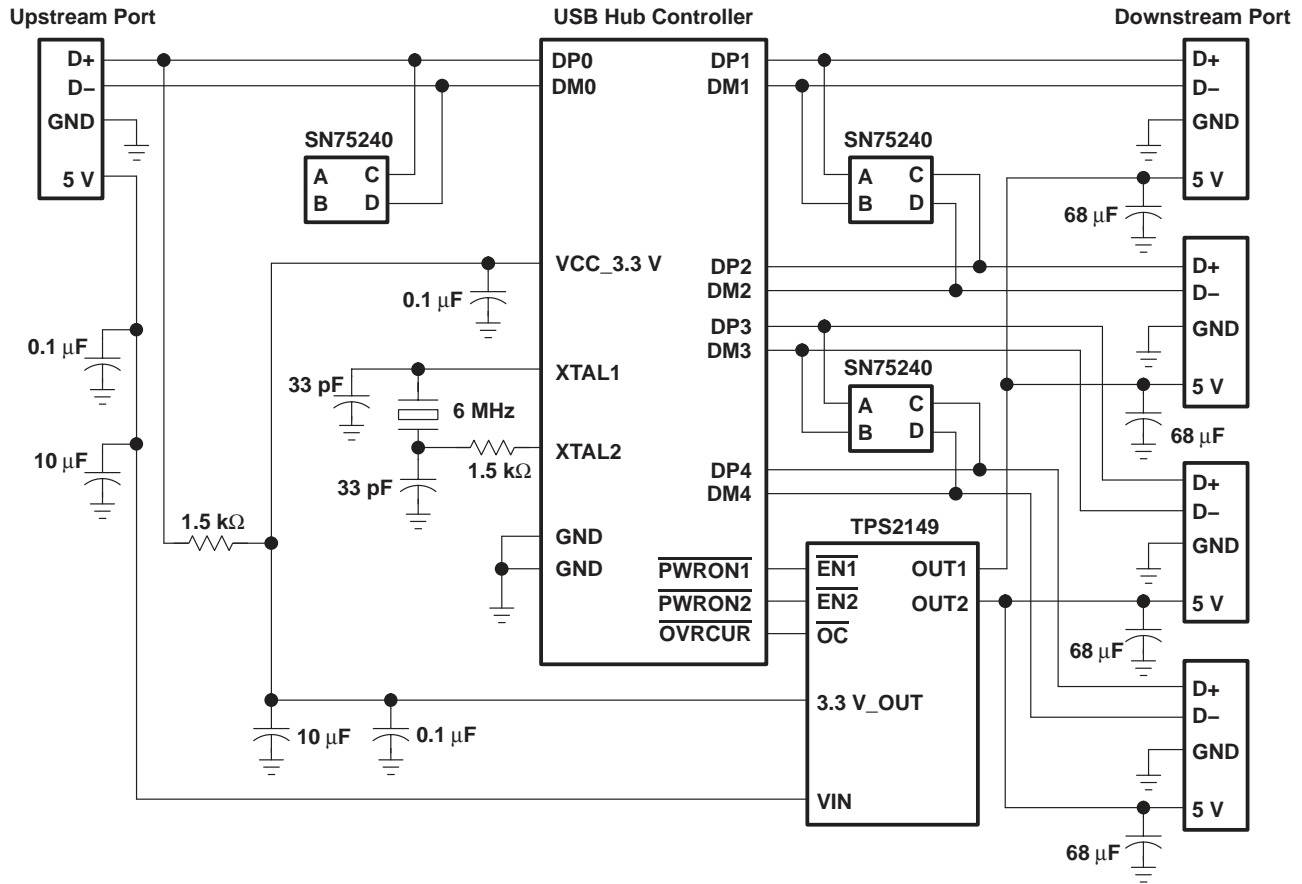 Upstream Port
USB Hub Controller
Downstream Port
D+
D–
GND
5 V
DP0
DM0
VCC_3.3 V
XTAL1
XTAL2
GND
GND
DP1
DM1
DP2
DM2
DP3
DM3
DP4
DM4
PWRON1
PWRON2
OVRCUR
SN75240
A
B
C
D
SN75240
A
B
C
D
SN75240
A
B
C
D
0.1 µF
0.1 µF
10 µF
33 pF
6 MHz
1.5 kΩ
33 pF
1.5 kΩ
10 µF
0.1 µF
TPS2149
EN1
EN2
OC
3.3 V_OUT
VIN
OUT1
OUT2
D+
D–
GND
5 V
68 µF
D+
D–
GND
5 V
68 µF
D+
D–
GND
5 V
68 µF
D+
D–
GND
5 V
68 µF